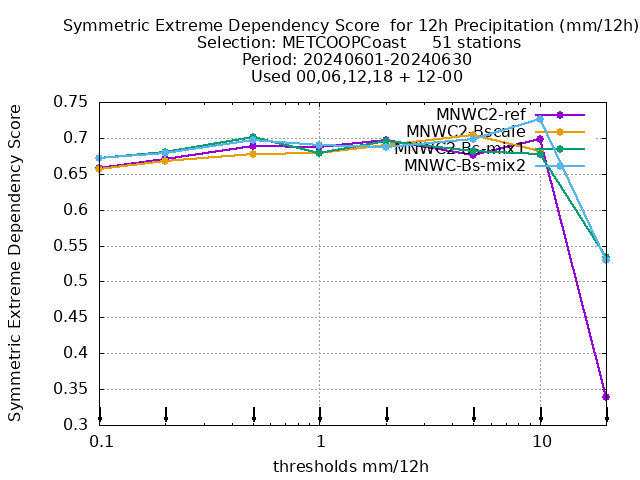 Symmetric Extreme Dependency Score  for 12h Precipitation (mm/12h)
Selection: METCOOPCoast     51 stations
Period: 20240601-20240630
Used 00,06,12,18 + 12-00
Symmetric Extreme Dependency Score
0.75
0.7
0.65
0.6
0.55
0.5
0.45
0.4
0.35
0.3
MNWC2-ref
MNWC2-Bscale
MNWC2-Bs-mix1
MNWC-Bs-mix2
0.1
1
10
thresholds mm/12h